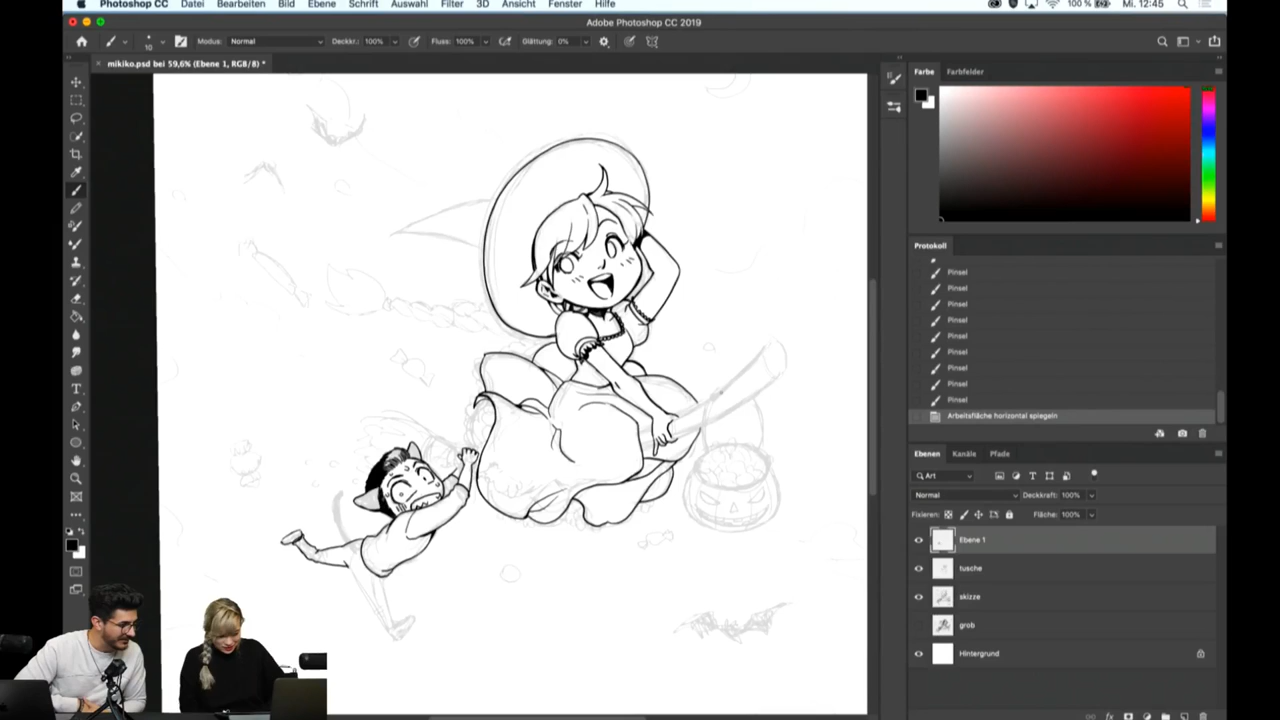 Photoshop CC Datei Bearbeiten Bild Ebene Schrift Auswahl Filter 3D Ansicht Fenster Hilfe 100 % Mi. 12:45
Adobe Photoshop CC 2019
10 Modus: Normal Deckkr.: 100% Fluss: 100% Glättung: 0%
mikiko.psd bei 59,6% (Ebene 1, RGB/8) *
Farbe Farbfelder
Protokoll
Pinsel
Pinsel
Pinsel
Pinsel
Pinsel
Pinsel
Pinsel
Pinsel
Pinsel
Arbeitsfläche horizontal spiegeln
Ebenen Kanäle Pfade
Art
Normal Deckkraft: 100%
Fixieren: Fläche: 100%
Ebene 1
tusche
skizze
grob
Hintergrund